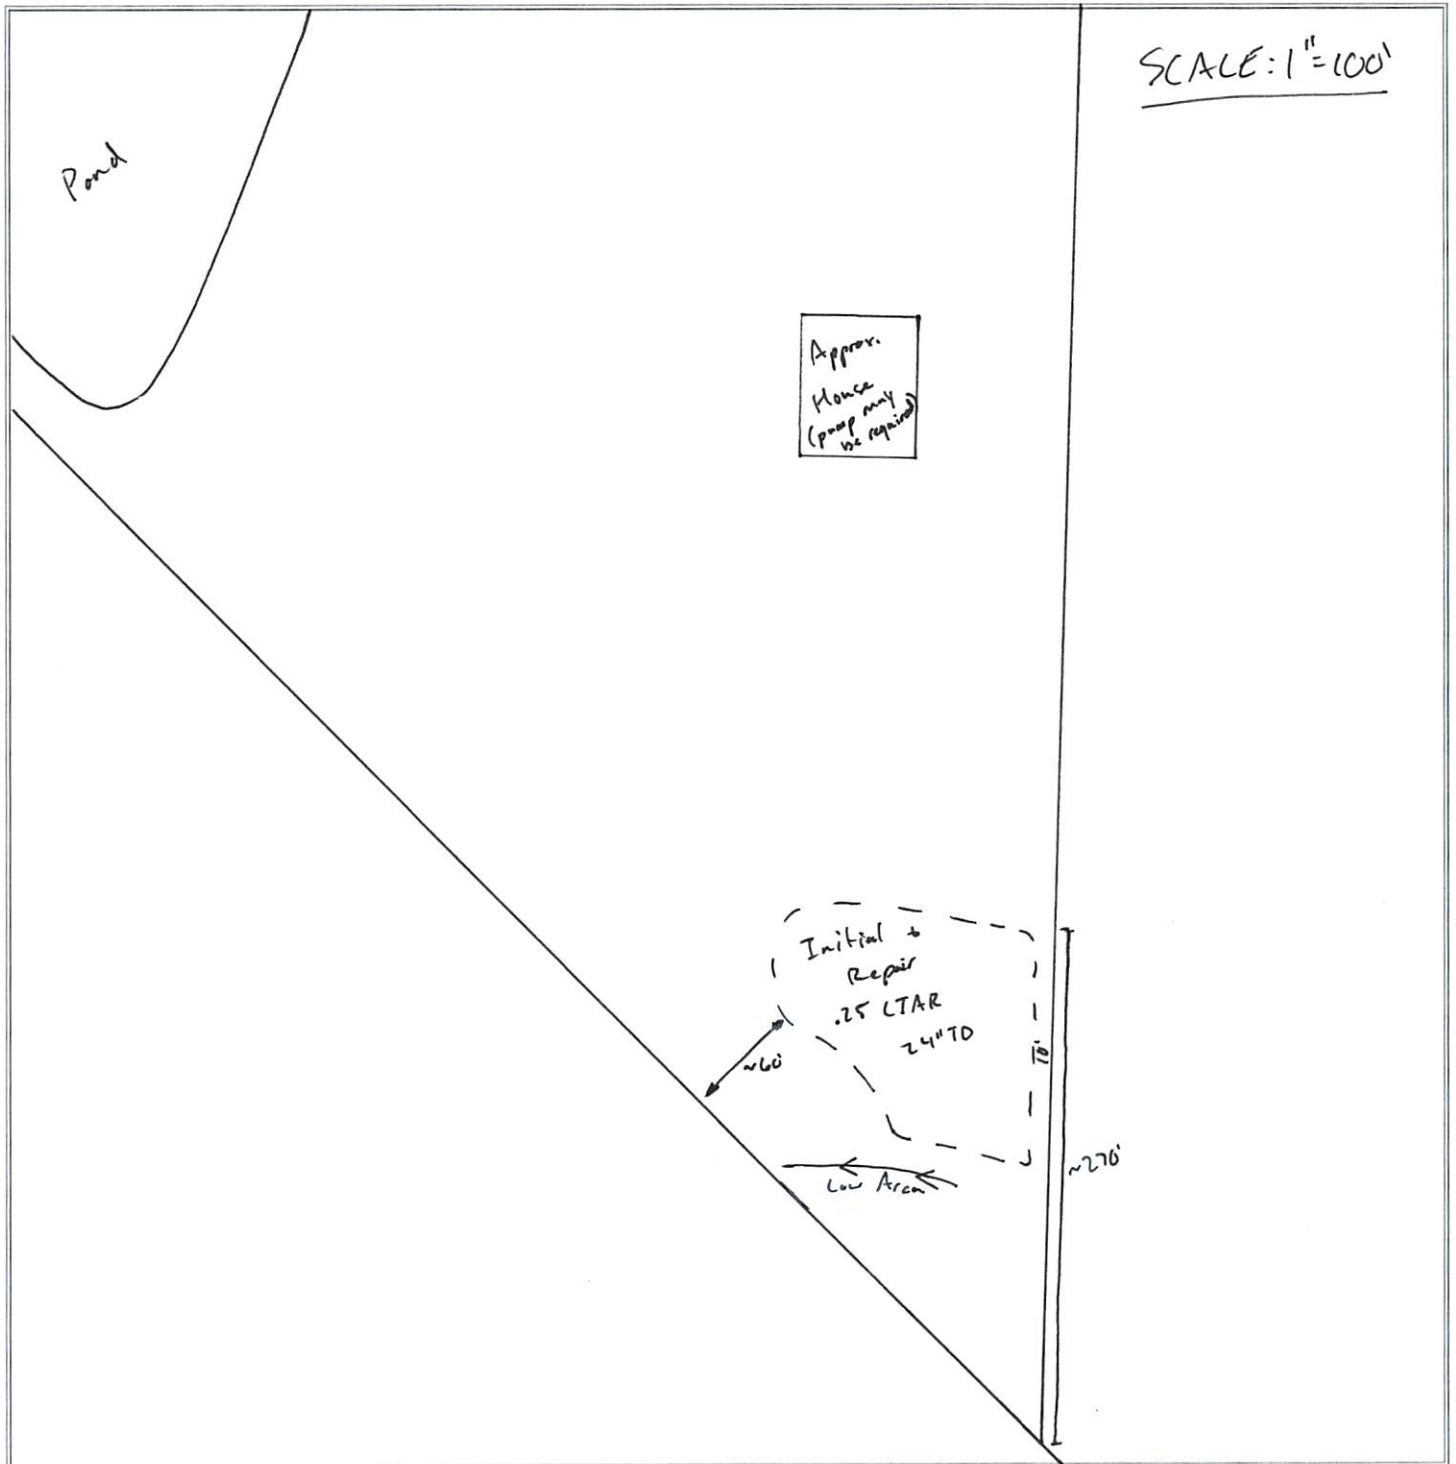 SCALE: 1"=100'
Pond
Approx.
House
(pump may
be required)
Initial +
Repair
.25 LTAR
24" TD
10'
~60'
~270'
Low Area